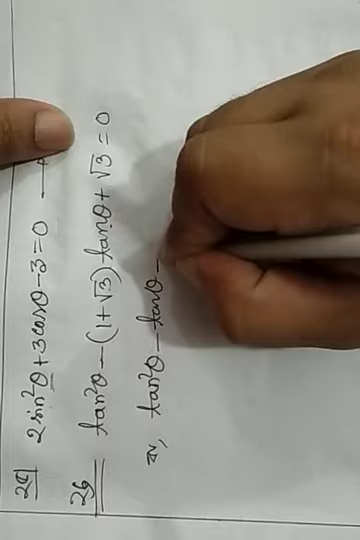 ২৫| 2sin²θ+3cosθ-3=0 —
২৬ tan²θ-(1+√3)tanθ+√3=0
বা, tan²θ-tanθ-